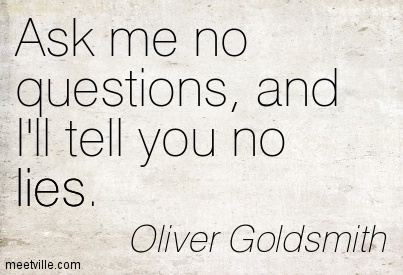 Ask me no
questions, and
I'll tell you no
lies.
Oliver Goldsmith
meetville.com